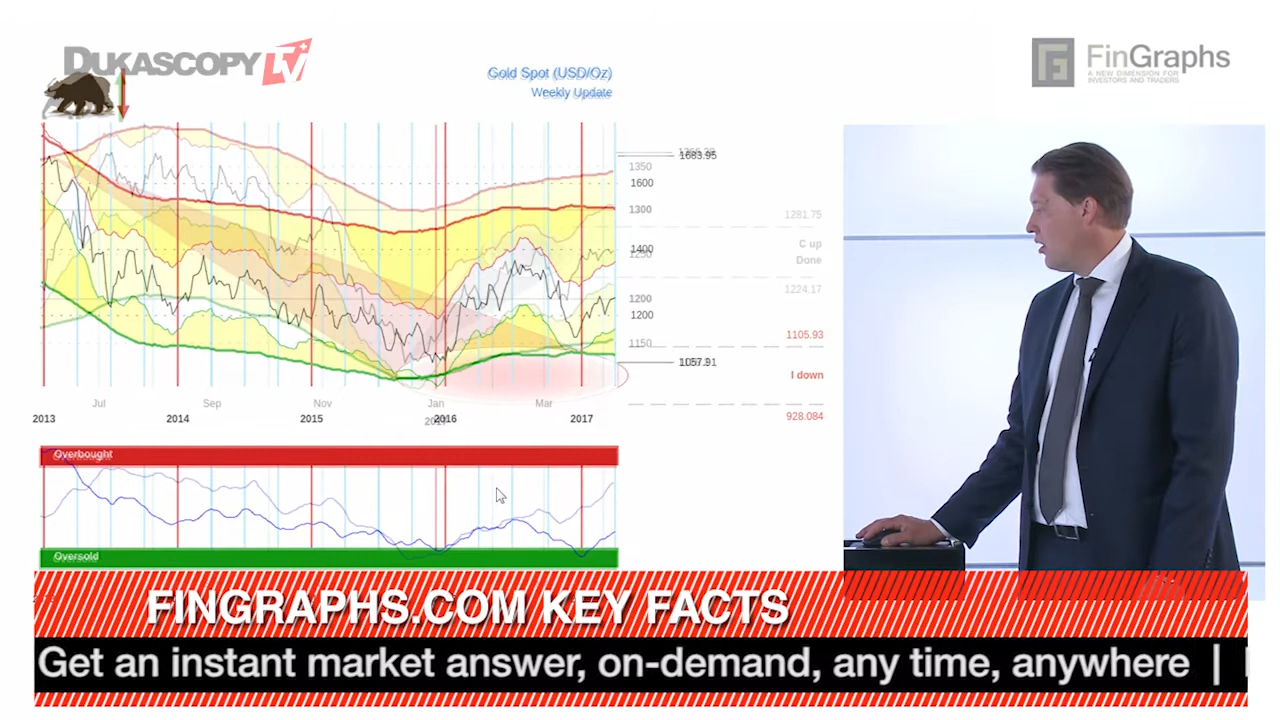 DUKASCOPY TV
FinGraphs
A NEW DIMENSION FOR
INVESTORS AND TRADERS
Gold Spot (USD/Oz)
Weekly Update
1683.95
1350
1600
1300
1281.75
1400
1250
C up
Done
1224.17
1200
1200
1105.93
1150
1057.91
I down
928.084
Jul
Sep
Nov
Jan
Mar
2013
2014
2015
2016
2017
Overbought
Oversold
FINGRAPHS.COM KEY FACTS
Get an instant market answer, on-demand, any time, anywhere |